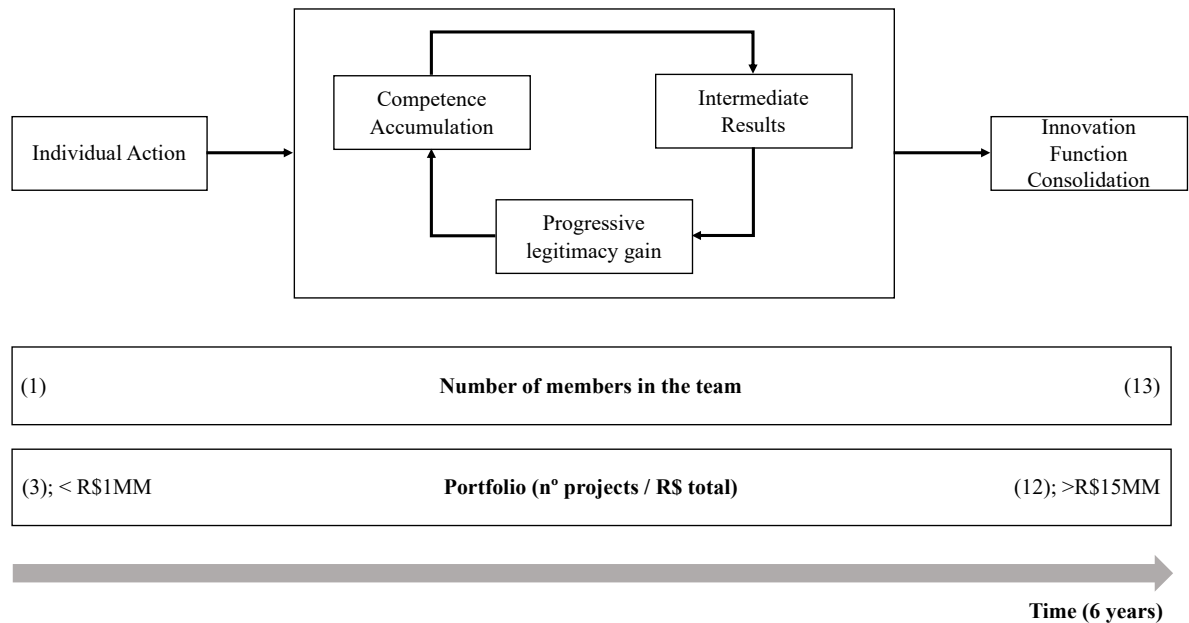 Individual Action
Competence
Accumulation
Intermediate
Results
Progressive
legitimacy gain
Innovation
Function
Consolidation
(1) Number of members in the team (13)
(3); < R$1MM Portfolio (nº projects / R$ total) (12); >R$15MM
Time (6 years)